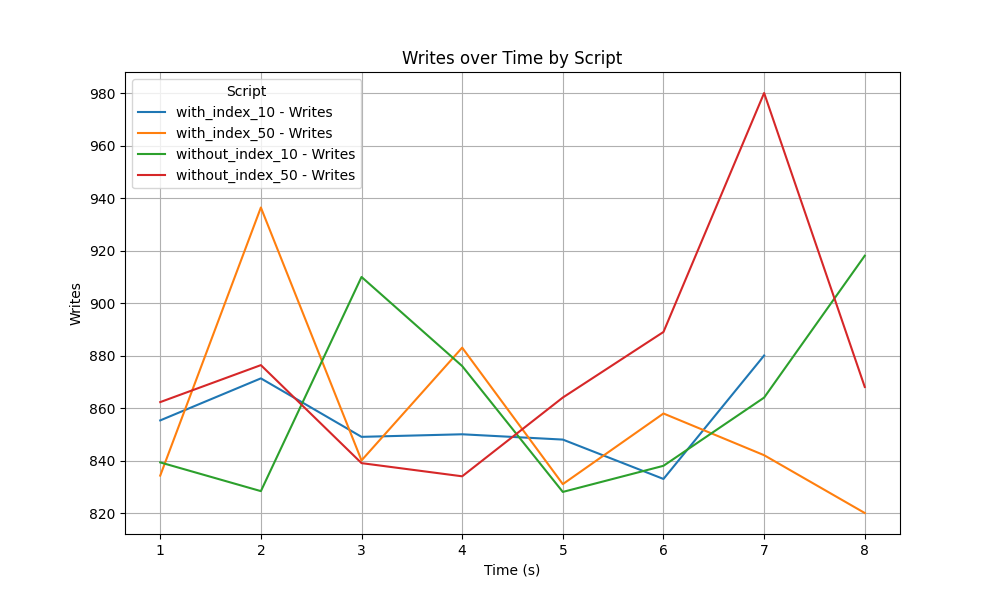 Writes over Time by Script
Script
with_index_10 - Writes
with_index_50 - Writes
without_index_10 - Writes
without_index_50 - Writes
980
960
940
920
900
880
860
840
820
Writes
1 2 3 4 5 6 7 8
Time (s)